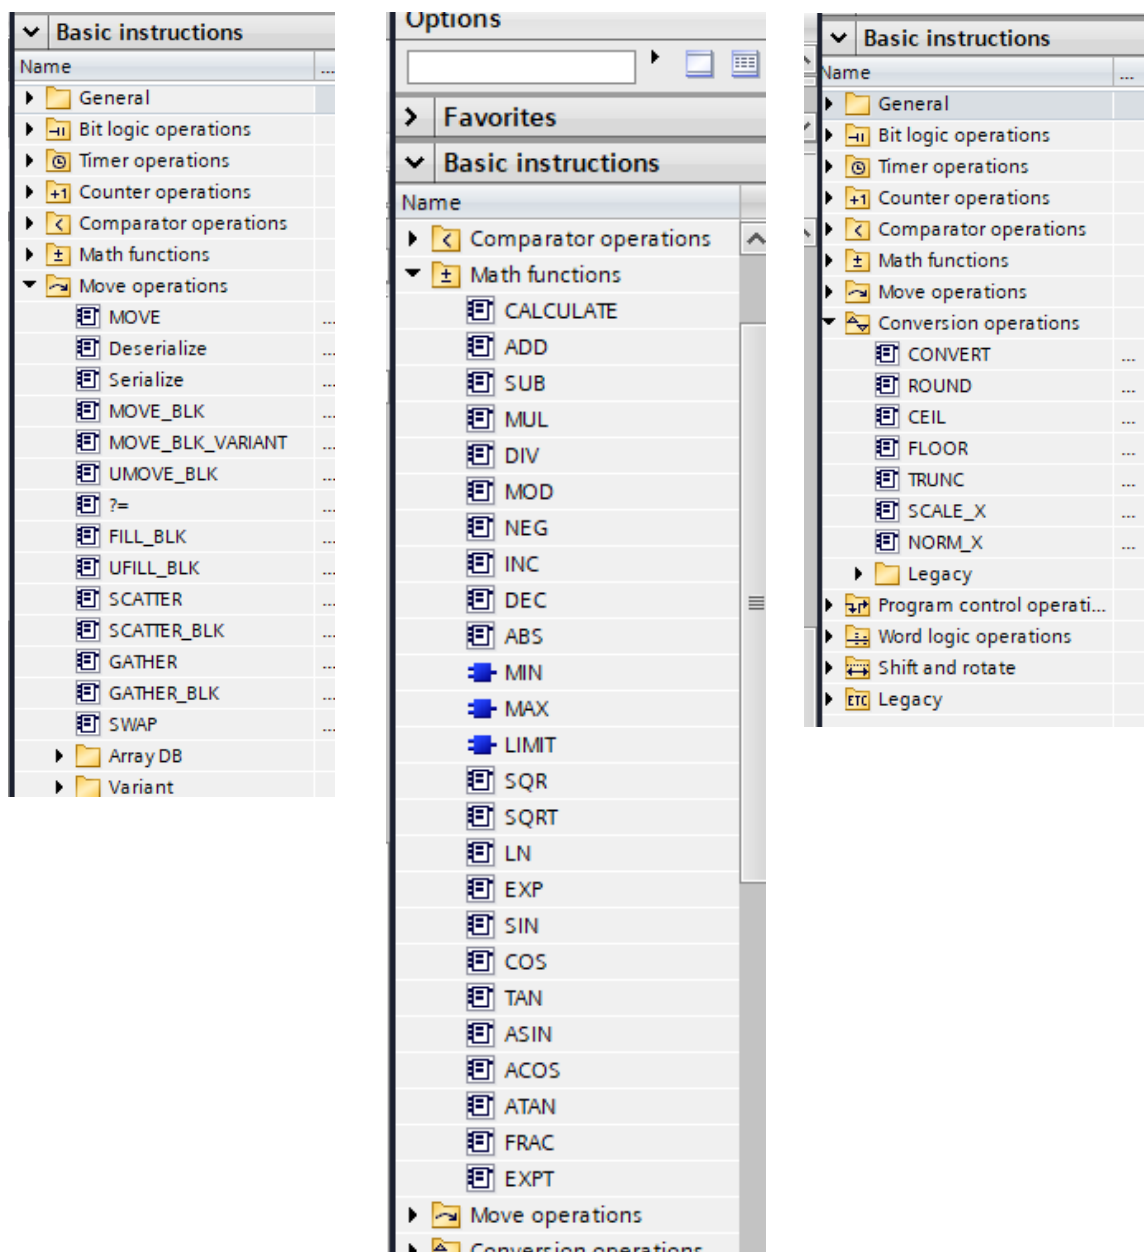 Basic instructions
Name ...
General
Bit logic operations
Timer operations
+1 Counter operations
Comparator operations
Math functions
Move operations
MOVE ...
Deserialize ...
Serialize ...
MOVE_BLK ...
MOVE_BLK_VARIANT ...
UMOVE_BLK ...
?= ...
FILL_BLK ...
UFILL_BLK ...
SCATTER ...
SCATTER_BLK ...
GATHER ...
GATHER_BLK ...
SWAP ...
Array DB
Variant
Options
Favorites
Basic instructions
Name
Comparator operations
Math functions
CALCULATE
ADD
SUB
MUL
DIV
MOD
NEG
INC
DEC
ABS
MIN
MAX
LIMIT
SQR
SQRT
LN
EXP
SIN
COS
TAN
ASIN
ACOS
ATAN
FRAC
EXPT
Move operations
Conversion operations
Basic instructions
Name ...
General
Bit logic operations
Timer operations
+1 Counter operations
Comparator operations
Math functions
Move operations
Conversion operations
CONVERT ...
ROUND ...
CEIL ...
FLOOR ...
TRUNC ...
SCALE_X ...
NORM_X ...
Legacy
Program control operati...
Word logic operations
Shift and rotate
ETC Legacy